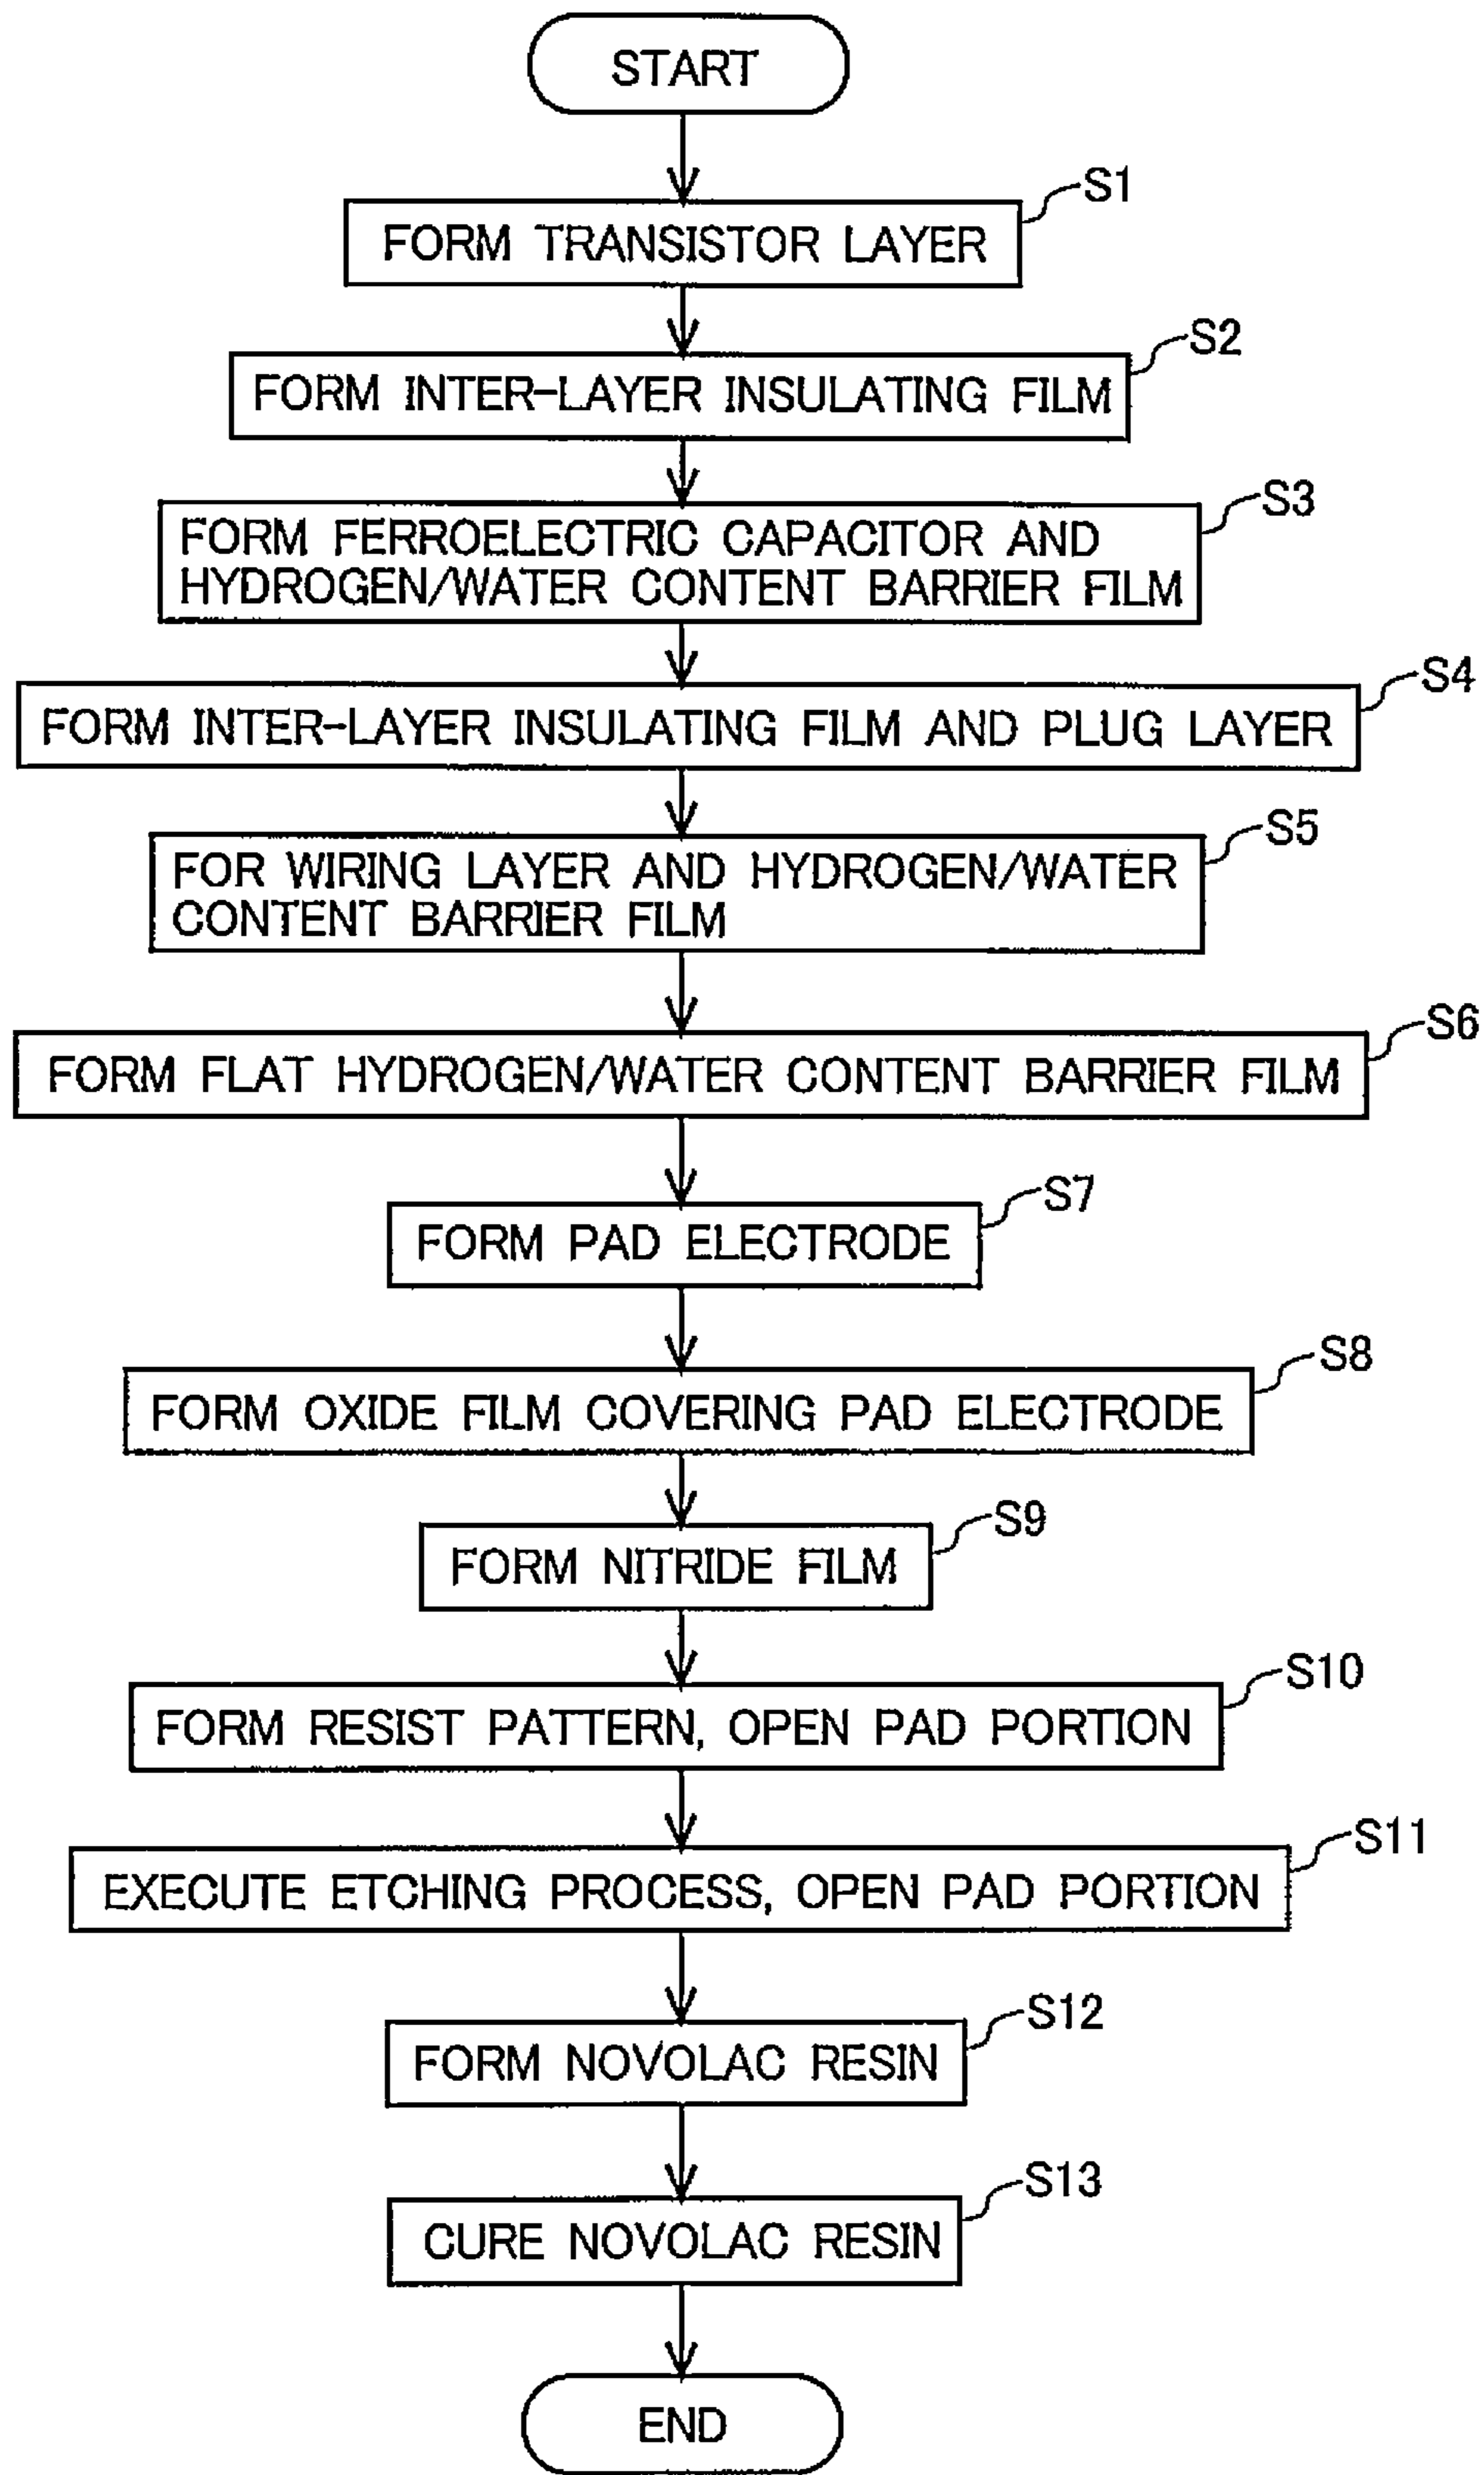 START
S1
FORM TRANSISTOR LAYER
S2
FORM INTER-LAYER INSULATING FILM
S3
FORM FERROELECTRIC CAPACITOR AND
HYDROGEN/WATER CONTENT BARRIER FILM
S4
FORM INTER-LAYER INSULATING FILM AND PLUG LAYER
S5
FOR WIRING LAYER AND HYDROGEN/WATER
CONTENT BARRIER FILM
S6
FORM FLAT HYDROGEN/WATER CONTENT BARRIER FILM
S7
FORM PAD ELECTRODE
S8
FORM OXIDE FILM COVERING PAD ELECTRODE
S9
FORM NITRIDE FILM
S10
FORM RESIST PATTERN, OPEN PAD PORTION
S11
EXECUTE ETCHING PROCESS, OPEN PAD PORTION
S12
FORM NOVOLAC RESIN
S13
CURE NOVOLAC RESIN
END